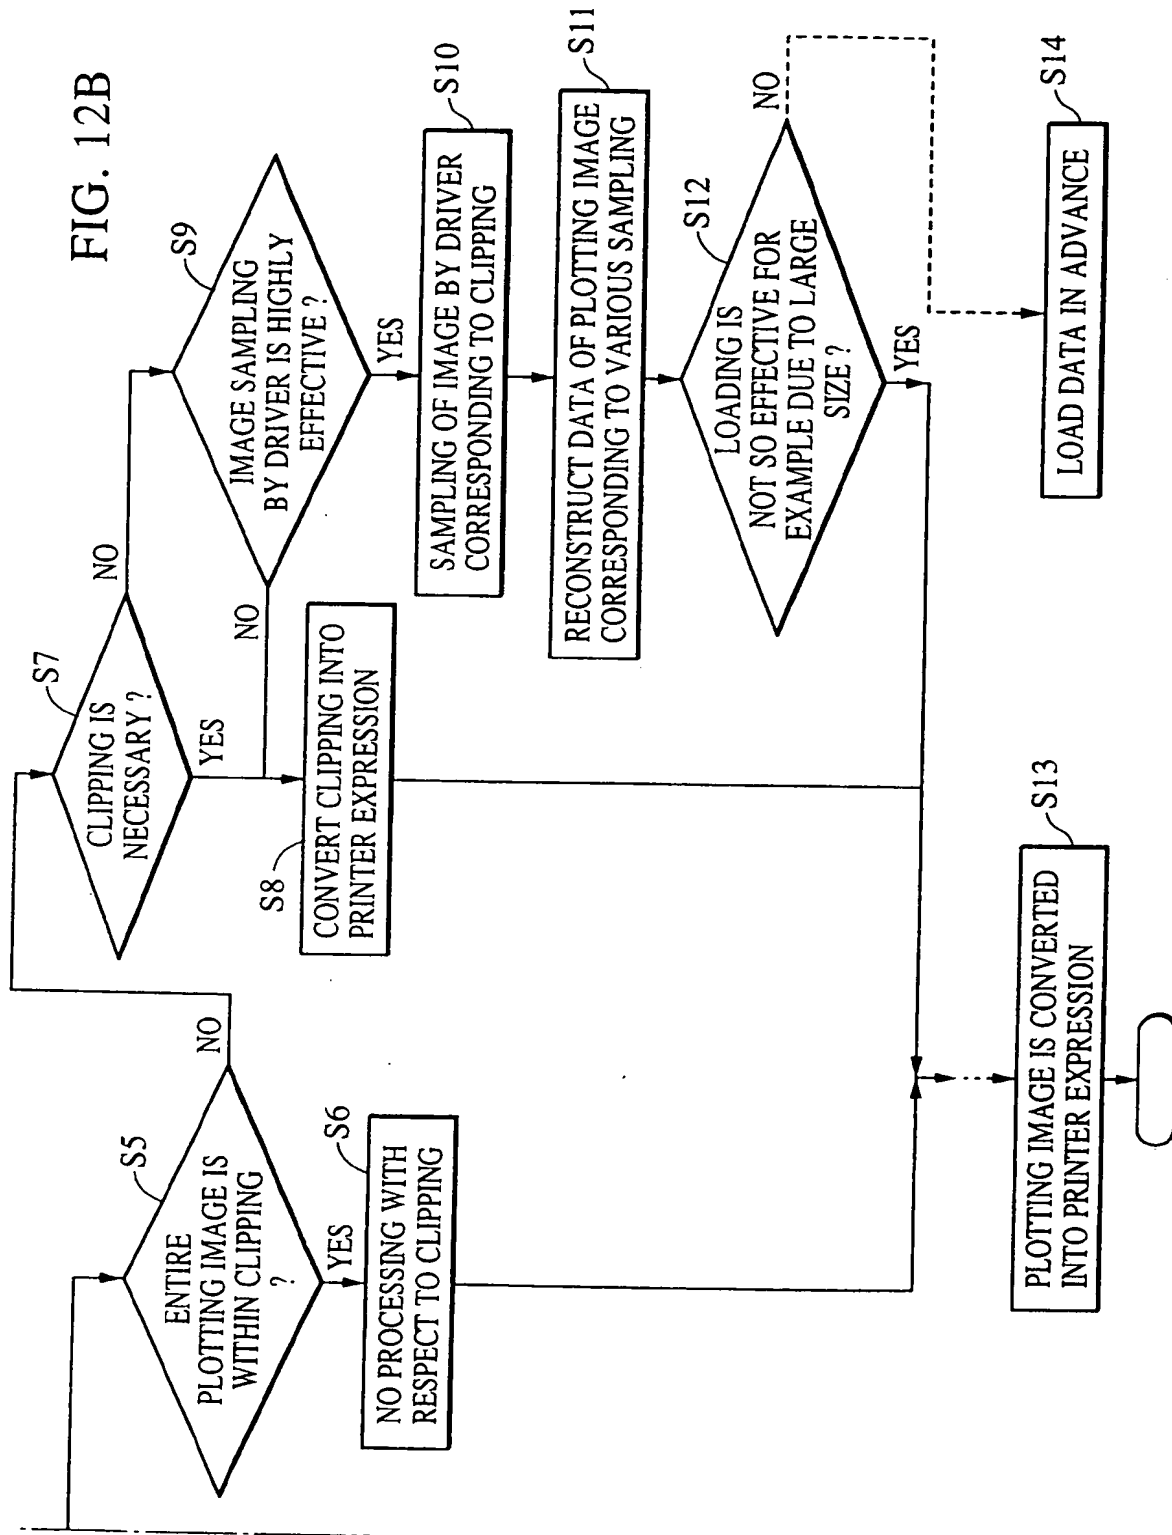 FIG. 12B
S5
ENTIRE
PLOTTING IMAGE IS
WITHIN CLIPPING
?
NO
YES
S6
NO PROCESSING WITH
RESPECT TO CLIPPING
S7
CLIPPING IS
NECESSARY ?
NO
YES
S8
CONVERT CLIPPING INTO
PRINTER EXPRESSION
S9
IMAGE SAMPLING
BY DRIVER IS HIGHLY
EFFECTIVE ?
NO
YES
S10
SAMPLING OF IMAGE BY DRIVER
CORRESPONDING TO CLIPPING
S11
RECONSTRUCT DATA OF PLOTTING IMAGE
CORRESPONDING TO VARIOUS SAMPLING
S12
LOADING IS
NOT SO EFFECTIVE FOR
EXAMPLE DUE TO LARGE
SIZE ?
NO
YES
S13
PLOTTING IMAGE IS CONVERTED
INTO PRINTER EXPRESSION
S14
LOAD DATA IN ADVANCE